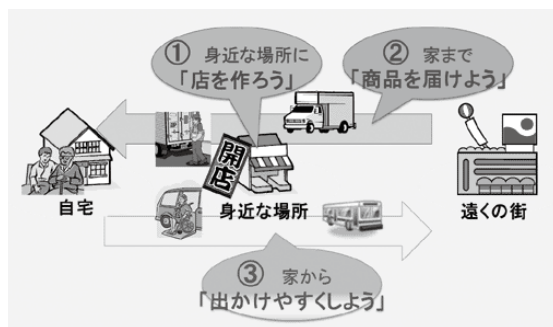 ① 身近な場所に
「店を作ろう」
② 家まで
「商品を届けよう」
開店
自宅
身近な場所
遠くの街
③ 家から
「出かけやすくしよう」